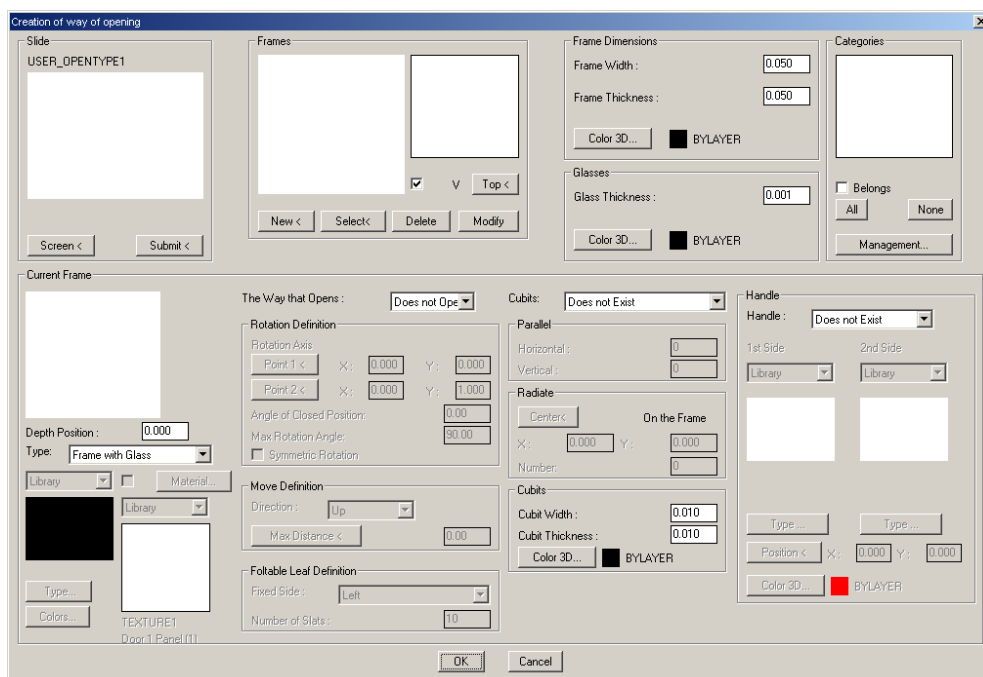 Creation of way of opening
Slide
USER_OPENTYPE1
Screen <
Submit <
Frames
V
Top <
New <
Select<
Delete
Modify
Frame Dimensions
Frame Width :
0.050
Frame Thickness :
0.050
Color 3D...
BYLAYER
Glasses
Glass Thickness :
0.001
Color 3D...
BYLAYER
Categories
Belongs
All
None
Management...
Current Frame
Depth Position :
0.000
Type:
Frame with Glass
Library
Material...
Library
Type...
Colors...
TEXTURE1
Door 1 Panel [1]
The Way that Opens :
Does not Ope
Rotation Definition
Rotation Axis
Point 1 <
X :
0.000
Y :
0.000
Point 2 <
X :
0.000
Y :
1.000
Angle of Closed Position:
0.00
Max Rotation Angle:
90.00
Symmetric Rotation
Move Definition
Direction :
Up
Max Distance <
0.00
Foltable Leaf Definition
Fixed Side :
Left
Number of Slats :
10
Cubits:
Does not Exist
Parallel
Horizontal :
0
Vertical :
0
Radiate
Center<
On the Frame
X :
0.000
Y :
0.000
Number:
0
Cubits
Cubit Width :
0.010
Cubit Thickness :
0.010
Color 3D...
BYLAYER
Handle
Handle :
Does not Exist
1st Side
2nd Side
Library
Library
Type ...
Type ...
Position <
X :
0.000
Y :
0.000
Color 3D...
BYLAYER
OK
Cancel